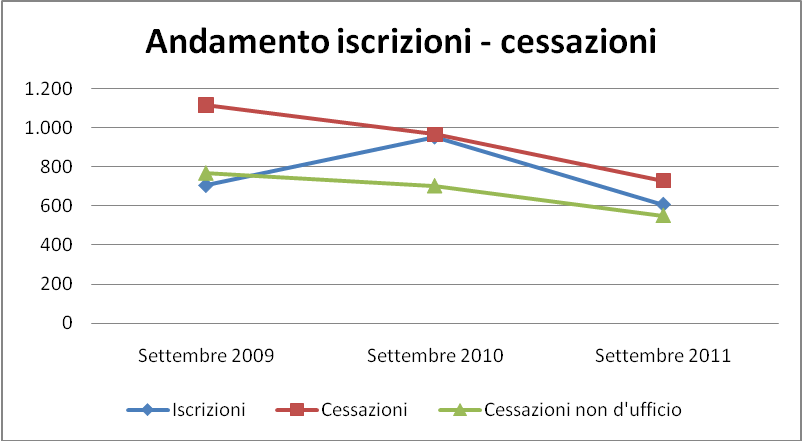 Andamento iscrizioni - cessazioni
1.200
1.000
800
600
400
200
0
Settembre 2009 Settembre 2010 Settembre 2011
Iscrizioni Cessazioni Cessazioni non d'ufficio